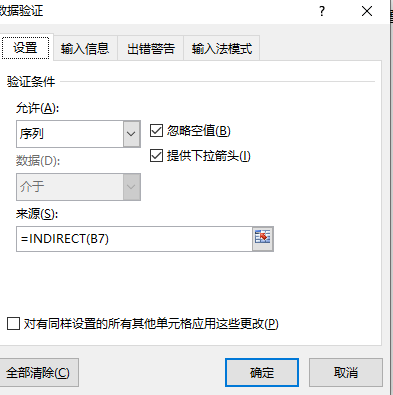 数据验证
?
设置 输入信息 出错警告 输入法模式
验证条件
允许(A):
序列
忽略空值(B)
数据(D):
提供下拉箭头(I)
介于
来源(S):
=INDIRECT(B7)
对有同样设置的所有其他单元格应用这些更改(P)
全部清除(C) 确定 取消